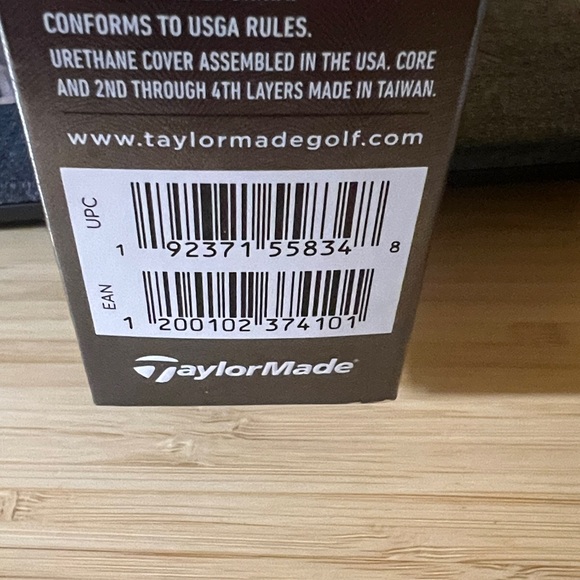 CONFORMS TO USGA RULES.
URETHANE COVER ASSEMBLED IN THE USA. CORE
AND 2ND THROUGH 4TH LAYERS MADE IN TAIWAN.
www.taylormadegolf.com
UPC
1 92371 55834 8
EAN
1 200102 374101
TaylorMade